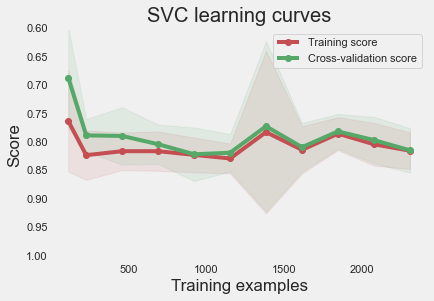 SVC learning curves
Training score
Cross-validation score
Score
0.60
0.65
0.70
0.75
0.80
0.85
0.90
0.95
1.00
500 1000 1500 2000
Training examples